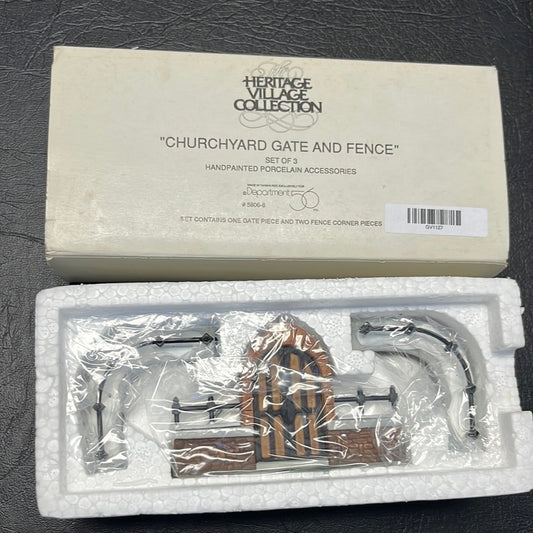 The
HERITAGE
VILLAGE
COLLECTION
"CHURCHYARD GATE AND FENCE"
SET OF 3
HANDPAINTED PORCELAIN ACCESSORIES
Department 56
# 5806-8
SET CONTAINS ONE GATE PIECE AND TWO FENCE CORNER PIECES